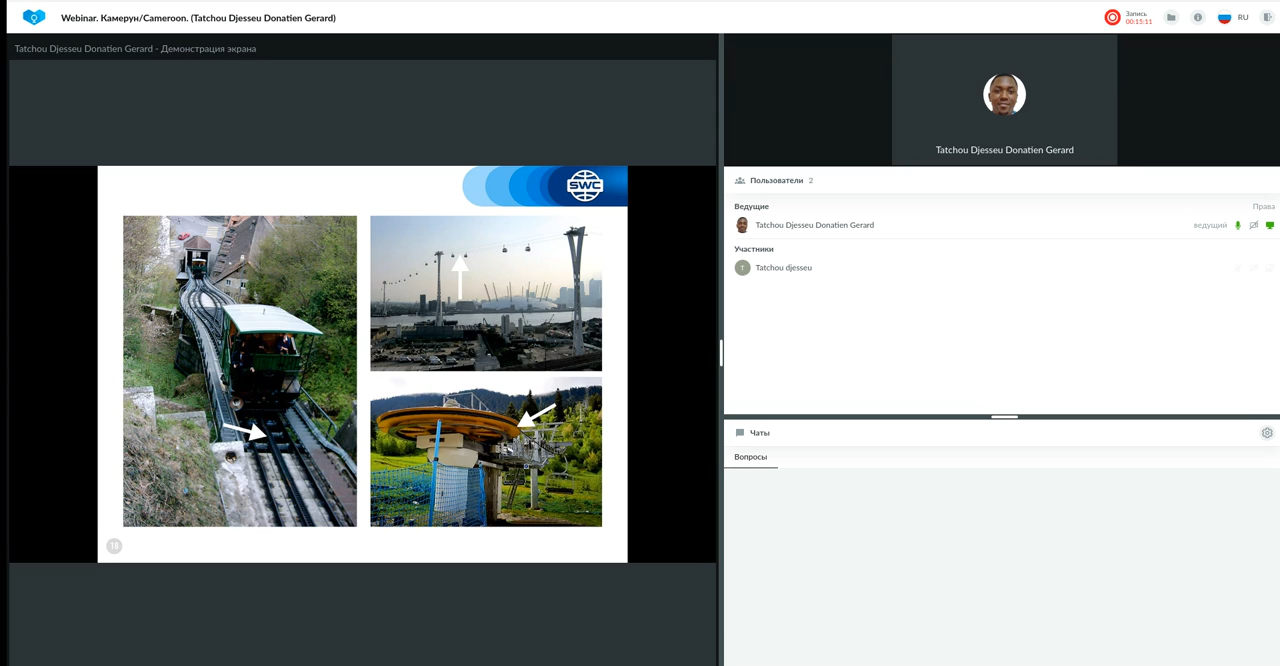 Webinar. Камерун/Cameroon. (Tatchou Djesseu Donatien Gerard)
Запись
00:15:11
RU
Tatchou Djesseu Donatien Gerard - Демонстрация экрана
SWC
18
Tatchou Djesseu Donatien Gerard
Пользователи 2
Ведущие Права
Tatchou Djesseu Donatien Gerard ведущий
Участники
T Tatchou djesseu
Чаты
Вопросы